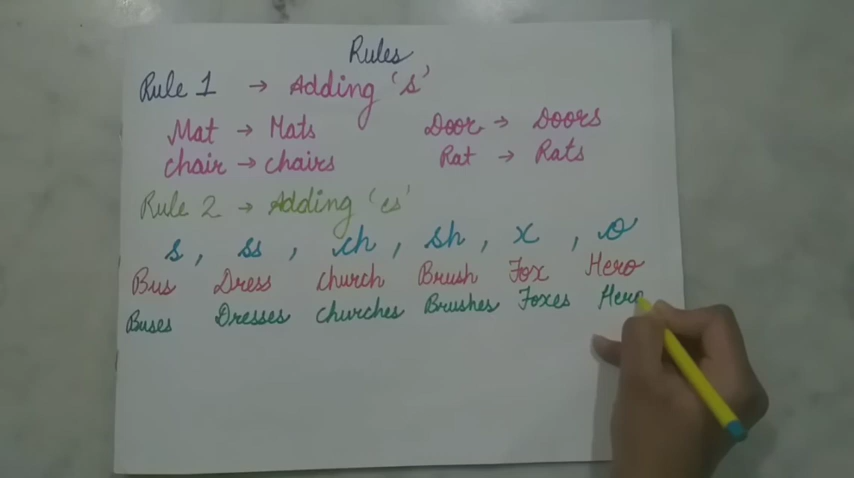 Rules
Rule 1 → Adding 's'
Mat → Mats Door → Doors
chair → chairs Rat → Rats
Rule 2 → Adding 'es'
s, ss, ch, sh, x, o
Bus Dress church Brush Fox Hero
Buses Dresses churches Brushes Foxes Hero